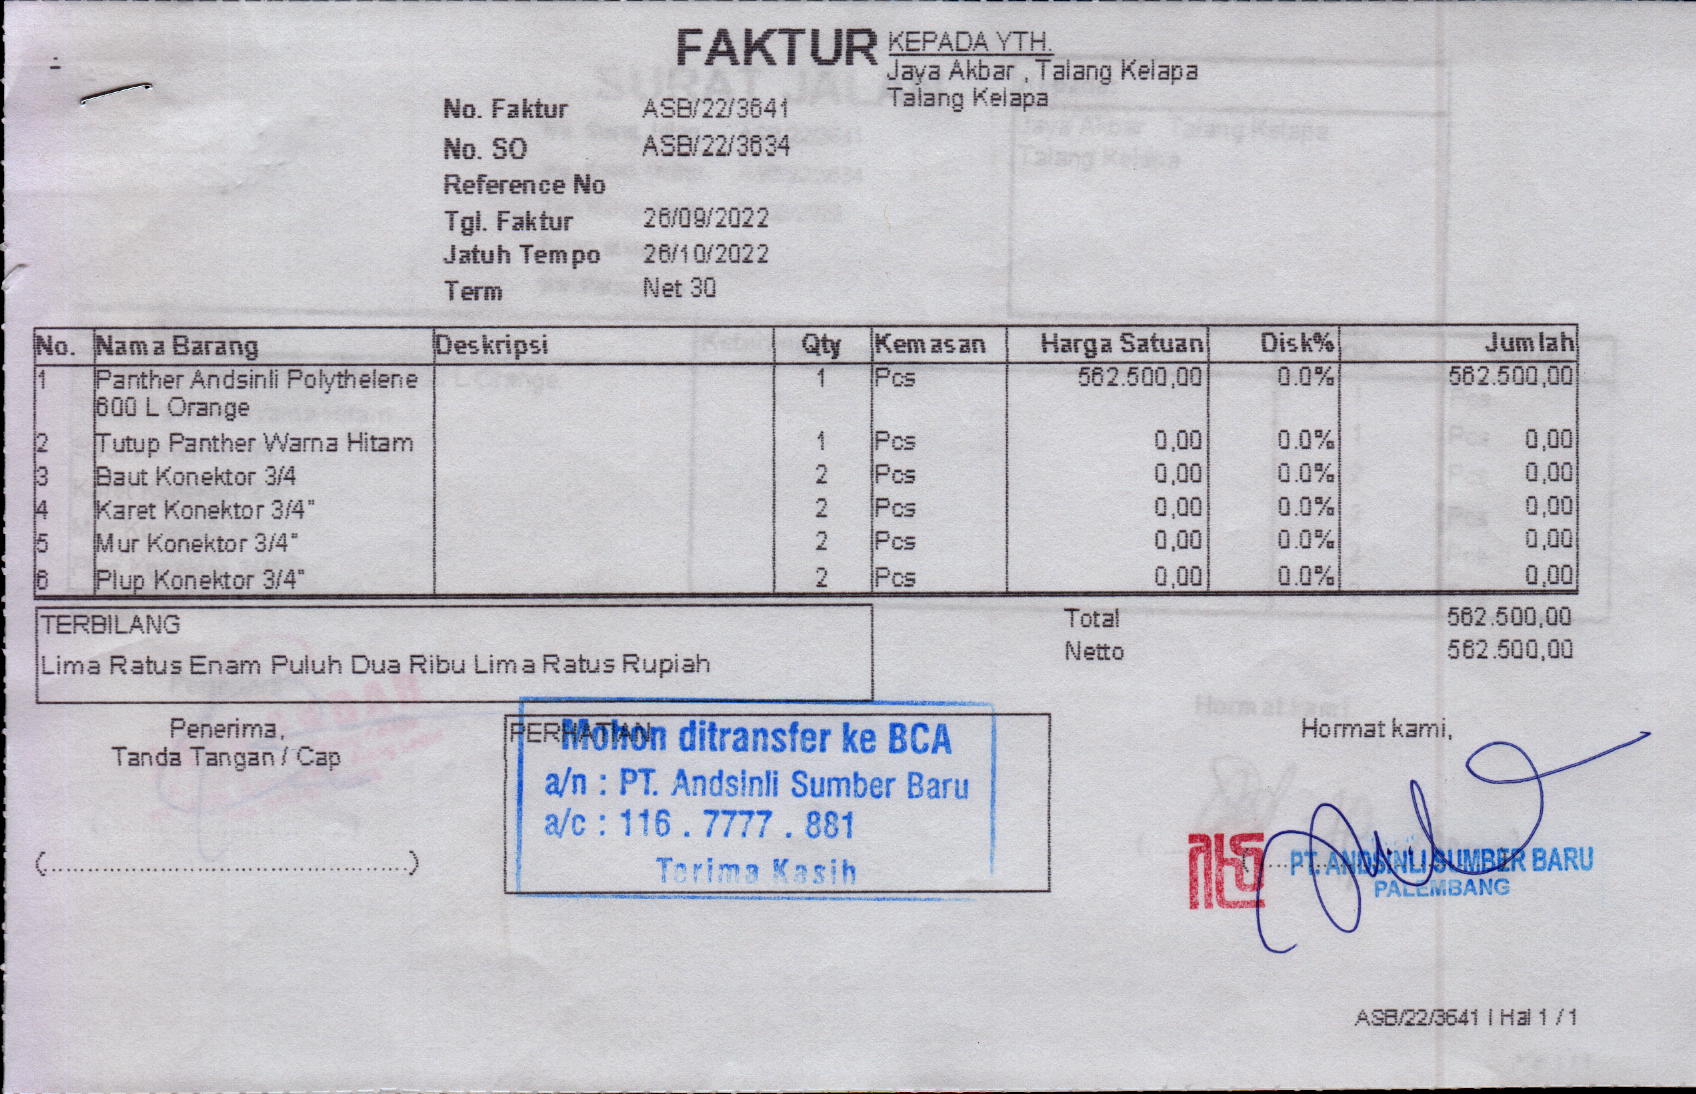 FAKTUR
KEPADA YTH.
Jaya Akbar , Talang Kelapa
Talang Kelapa
No. Faktur ASB/22/3641
No. SO ASB/22/3634
Reference No
Tgl. Faktur 26/09/2022
Jatuh Tempo 26/10/2022
Term Net 30
No. Nama Barang Deskripsi Qty Kemasan Harga Satuan Disk% Jumlah
1 Panther Andsinli Polythelene 1 Pcs 562.500,00 0.0% 562.500,00
600 L Orange
2 Tutup Panther Warna Hitam 1 Pcs 0,00 0.0% 0,00
3 Baut Konektor 3/4 2 Pcs 0,00 0.0% 0,00
4 Karet Konektor 3/4" 2 Pcs 0,00 0.0% 0,00
5 Mur Konektor 3/4" 2 Pcs 0,00 0.0% 0,00
6 Plup Konektor 3/4" 2 Pcs 0,00 0.0% 0,00
TERBILANG
Lima Ratus Enam Puluh Dua Ribu Lima Ratus Rupiah
Total 562.500,00
Netto 562.500,00
Penerima,
Tanda Tangan / Cap
(..................................................)
PERHATIAN
Mohon ditransfer ke BCA
a/n : PT. Andsinli Sumber Baru
a/c : 116 . 7777 . 881
Terima Kasih
Hormat kami,
PT. ANDSINLI SUMBER BARU
PALEMBANG
ASB/22/3641 | Hal 1 / 1